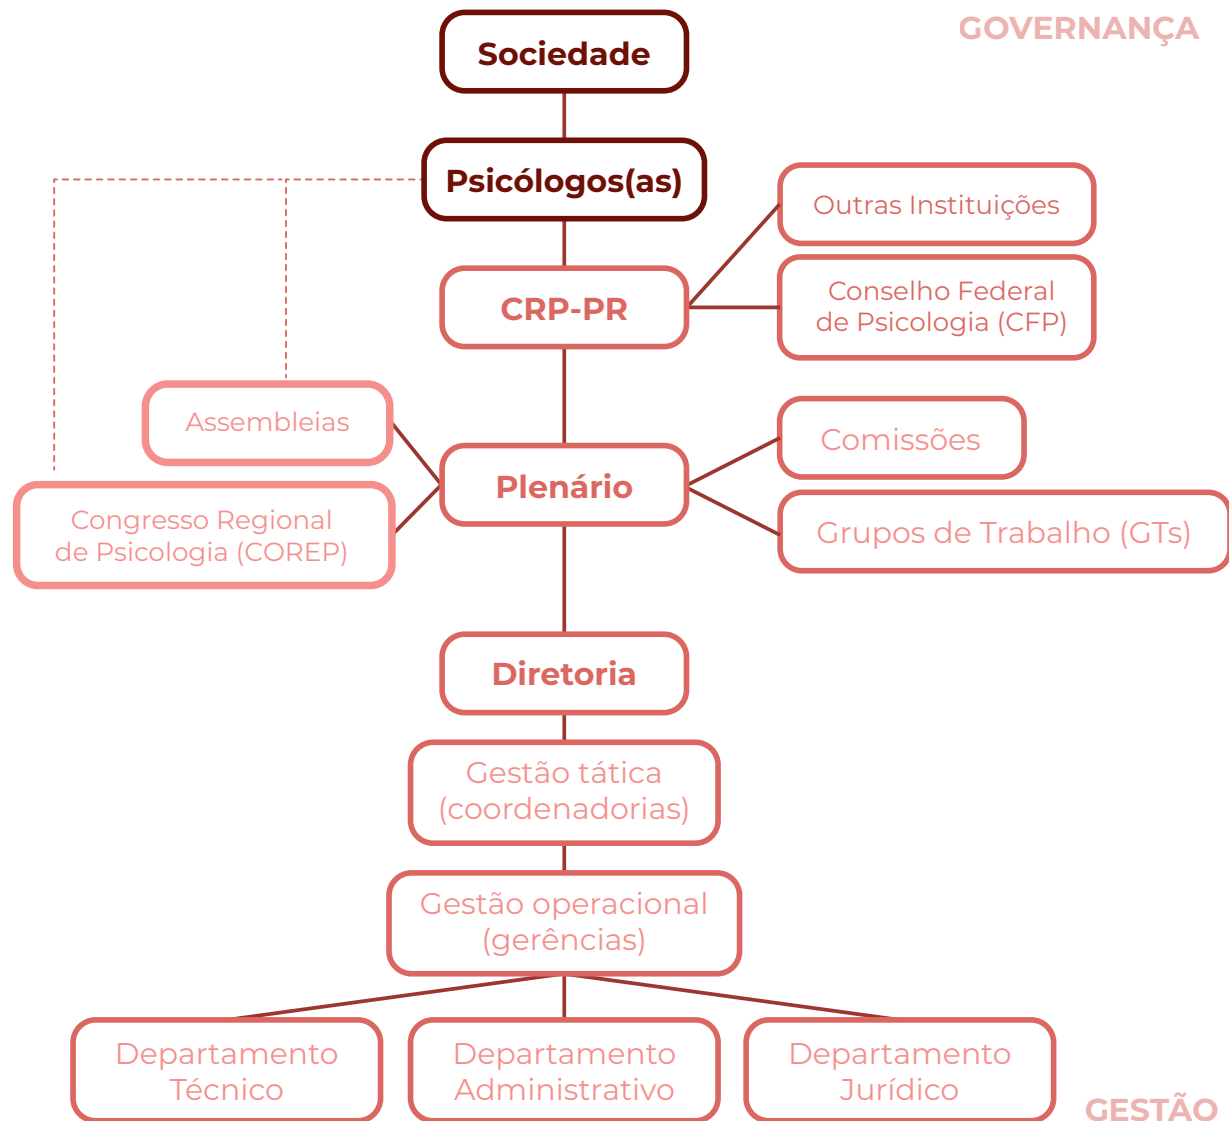 GOVERNANÇA
Sociedade
Psicólogos(as)
Outras Instituições
CRP-PR
Conselho Federal
de Psicologia (CFP)
Assembleias
Comissões
Plenário
Congresso Regional
de Psicologia (COREP)
Grupos de Trabalho (GTs)
Diretoria
Gestão tática
(coordenadorias)
Gestão operacional
(gerências)
Departamento
Técnico
Departamento
Administrativo
Departamento
Jurídico
GESTÃO